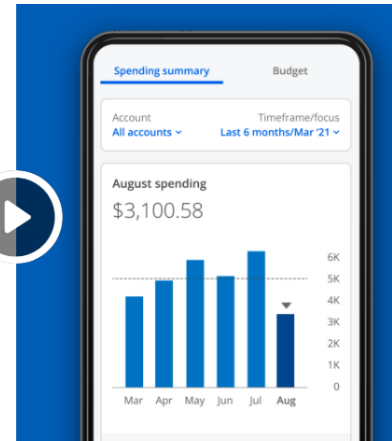 Spending summary Budget
Account Timeframe/focus
All accounts Last 6 months/Mar '21
August spending
$3,100.58
6K
5K
4K
3K
2K
1K
0
Mar Apr May Jun Jul Aug